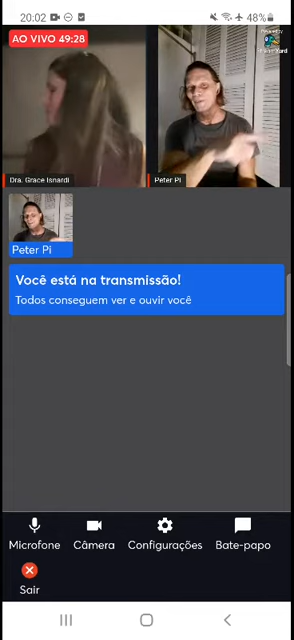 20:02
48%
AO VIVO 49:28
Dra. Grace Isnardi
Peter Pi
Peter Pi
Você está na transmissão!
Todos conseguem ver e ouvir você
Microfone
Câmera
Configurações
Bate-papo
Sair